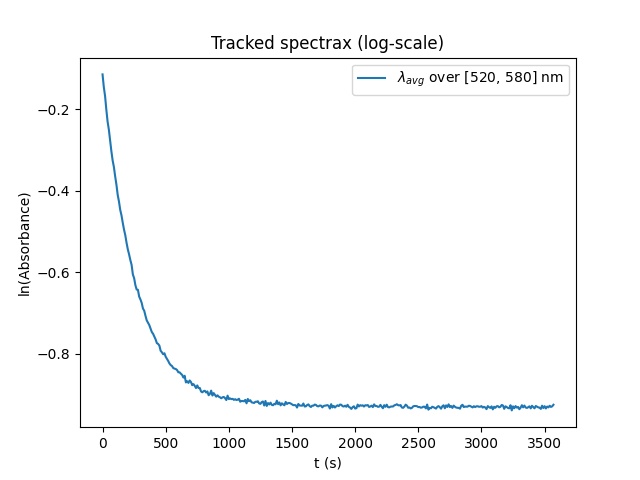 Tracked spectrax (log-scale)
λavg over [520, 580] nm
ln(Absorbance)
−0.2
−0.4
−0.6
−0.8
0 500 1000 1500 2000 2500 3000 3500
t (s)